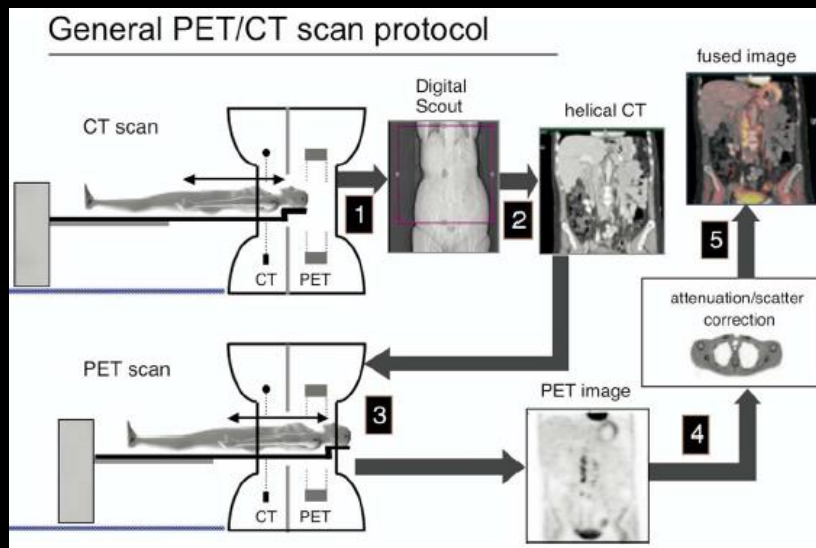 General PET/CT scan protocol
CT scan
Digital
Scout
helical CT
fused image
1
2
5
CT
PET
attenuation/scatter
correction
PET scan
3
PET image
4
CT
PET